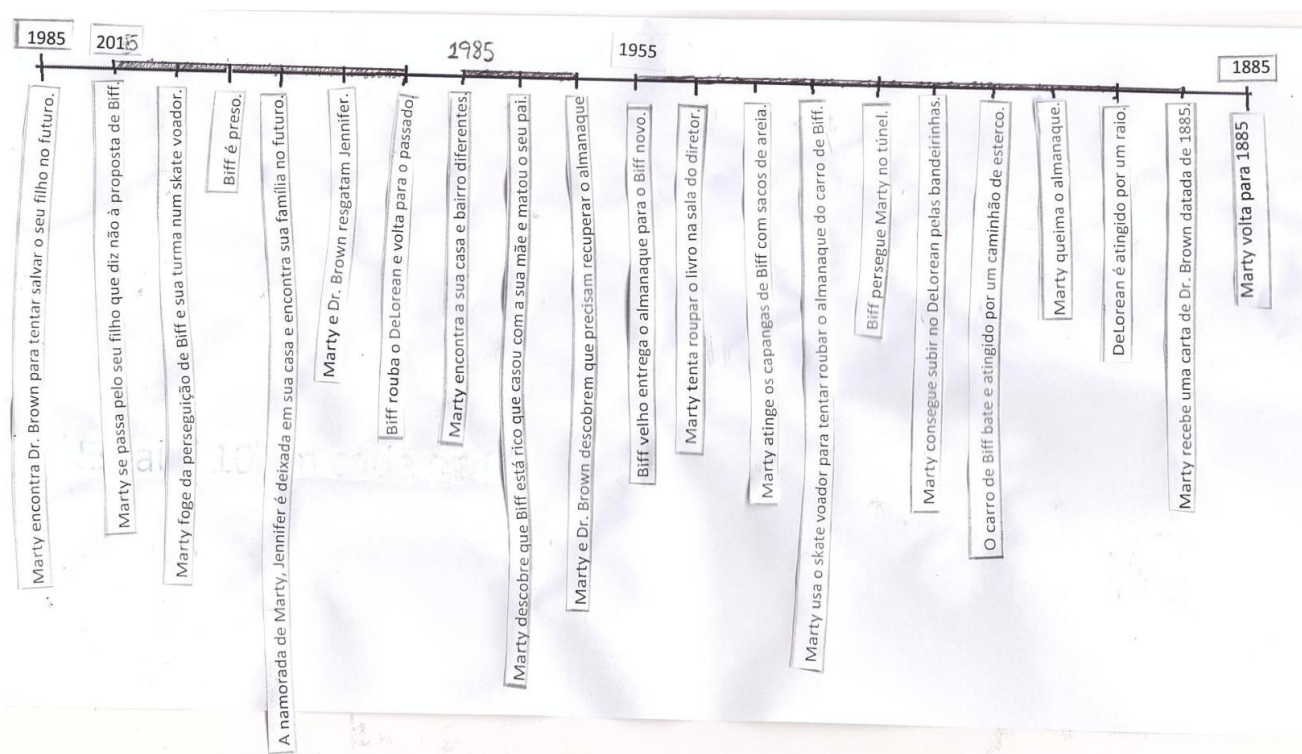 1985
2015
1985
1955
1885
Marty encontra Dr. Brown para tentar salvar o seu filho no futuro.
Marty se passa pelo seu filho que diz não à proposta de Biff.
Marty foge da perseguição de Biff e sua turma num skate voador.
Biff é preso.
A namorada de Marty, Jennifer é deixada em sua casa e encontra sua família no futuro.
Marty e Dr. Brown resgatam Jennifer.
Biff rouba o DeLorean e volta para o passado
Marty encontra a sua casa e bairro diferentes.
Marty descobre que Biff está rico que casou com a sua mãe e matou o seu pai.
Marty e Dr. Brown descobrem que precisam recuperar o almanaque
Biff velho entrega o almanaque para o Biff novo.
Marty tenta roupar o livro na sala do diretor.
Marty atinge os capangas de Biff com sacos de areia.
Marty usa o skate voador para tentar roubar o almanaque do carro de Biff.
Biff persegue Marty no túnel.
Marty consegue subir no DeLorean pelas bandeirinhas.
O carro de Biff bate e atingido por um caminhão de esterco.
Marty queima o almanaque.
DeLorean é atingido por um raio.
Marty recebe uma carta de Dr. Brown datada de 1885.
Marty volta para 1885